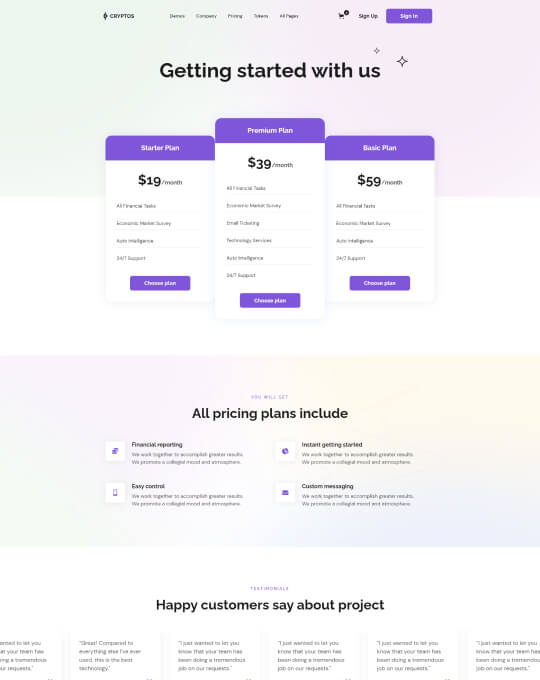 CRYPTOS
Demos Company Pricing Tokens All Pages
Sign Up
Sign In
Getting started with us
Starter Plan
$19/month
All Financial Tasks
Economic Market Survey
Auto Intelligence
24/7 Support
Choose plan
Premium Plan
$39/month
All Financial Tasks
Economic Market Survey
Email Ticketing
Technology Services
Auto Intelligence
24/7 Support
Choose plan
Basic Plan
$59/month
All Financial Tasks
Economic Market Survey
Auto Intelligence
24/7 Support
Choose plan
YOU WILL GET
All pricing plans include
Financial reporting
We work together to accomplish greater results.
We promote a collegial mood and atmosphere.
Instant getting started
We work together to accomplish greater results.
We promote a collegial mood and atmosphere.
Easy control
We work together to accomplish greater results.
We promote a collegial mood and atmosphere.
Custom messaging
We work together to accomplish greater results.
We promote a collegial mood and atmosphere.
TESTIMONIALS
Happy customers say about project
wanted to let you
that your team has
doing a tremendous
on our requests."
"Great! Compared to
everything else I've ever
used, this is the best
technology."
"I just wanted to let you
know that your team has
been doing a tremendous
job on our requests."
"I just wanted to let you
know that your team has
been doing a tremendous
job on our requests."
"I just wanted to let you
know that your team has
been doing a tremendous
job on our requests."
"I just wanted to let
know that your team
been doing a tremen
job on our requests."